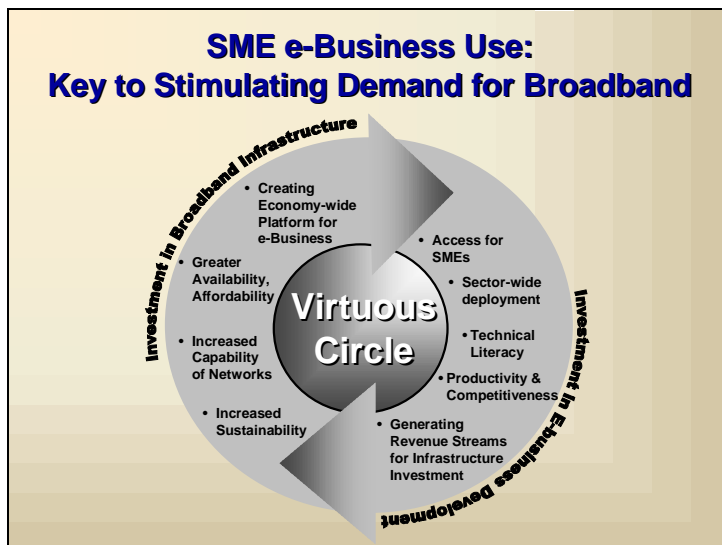 SME e-Business Use:
Key to Stimulating Demand for Broadband
Investment in Broadband Infrastructure
• Creating
Economy-wide
Platform for
e-Business
• Greater
Availability,
Affordability
• Increased
Capability
of Networks
• Increased
Sustainability
Virtuous
Circle
• Access for
SMEs
• Sector-wide
deployment
• Technical
Literacy
• Productivity &
Competitiveness
• Generating
Revenue Streams
for Infrastructure
Investment
Investment In E-business Development